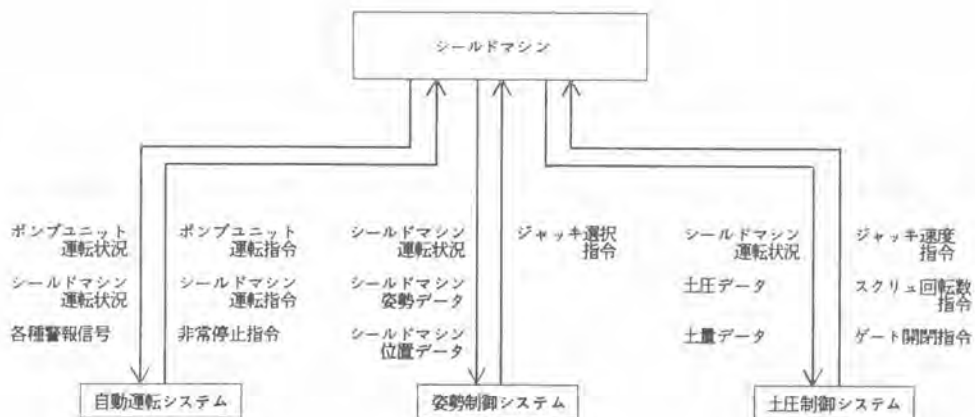 シールドマシン
ポンプユニット
運転状況
シールドマシン
運転状況
各種警報信号
ポンプユニット
運転指令
シールドマシン
運転指令
非常停止指令
シールドマシン
運転状況
シールドマシン
姿勢データ
シールドマシン
位置データ
ジャッキ選択
指令
シールドマシン
運転状況
土圧データ
土量データ
ジャッキ速度
指令
スクリュ回転数
指令
ゲート開閉指令
自動運転システム
姿勢制御システム
土圧制御システム